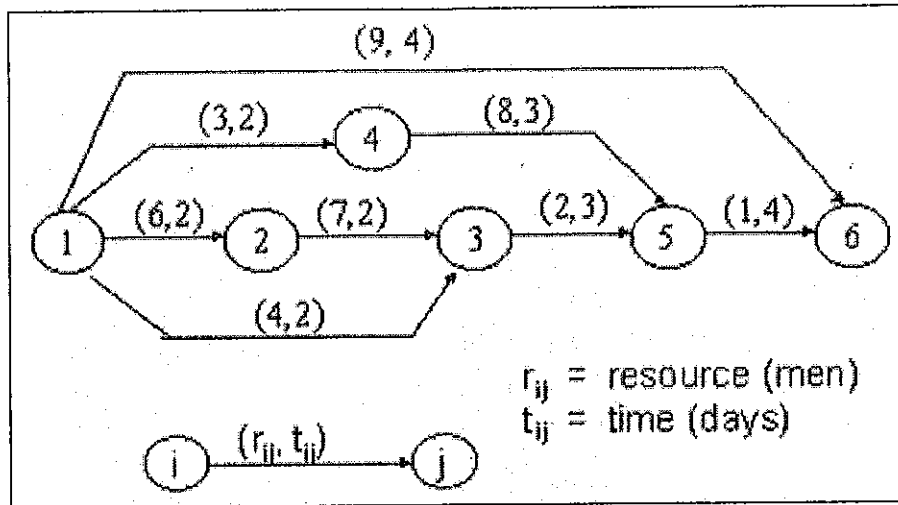 (9, 4)
(3,2)
(8,3)
4
(6,2)
(7,2)
(2,3)
(1,4)
1
2
3
5
6
(4,2)
r_ij = resource (men)
t_ij = time (days)
(r_ij, t_ij)
i
j